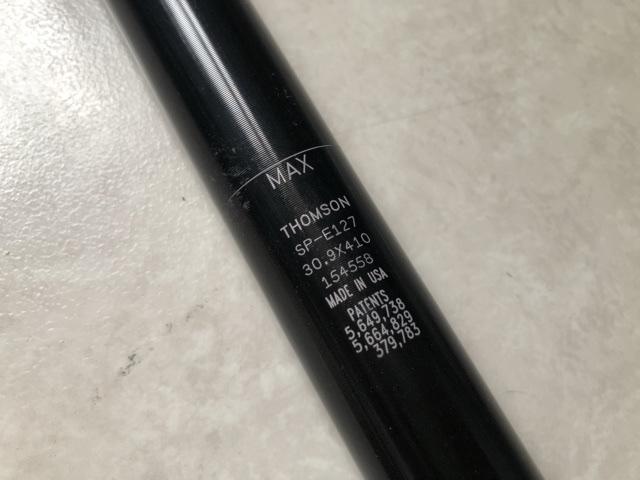 MAX
THOMSON
SP-E127
30.9X410
154558
MADE IN USA
PATENTS
5,649,738
5,664,829
379,783